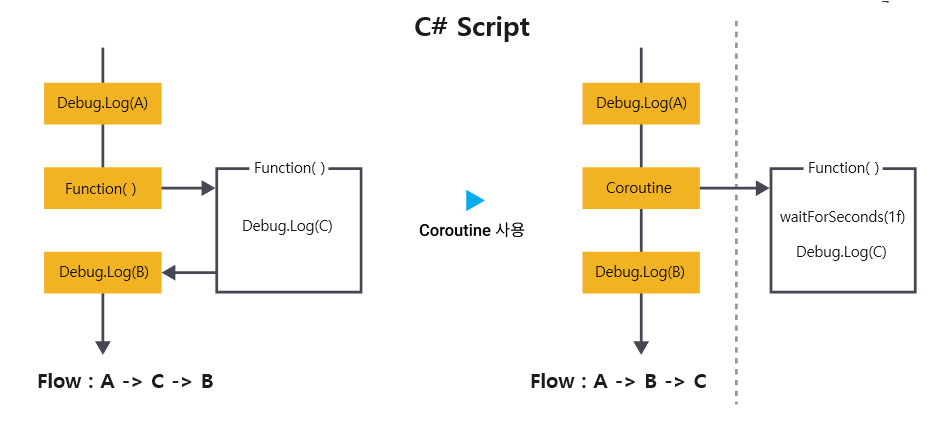 C# Script
Debug.Log(A)
Function( )
Function( )
Debug.Log(C)
Debug.Log(B)
Flow : A -> C -> B
Coroutine 사용
Debug.Log(A)
Coroutine
Function( )
waitForSeconds(1f)
Debug.Log(C)
Debug.Log(B)
Flow : A -> B -> C